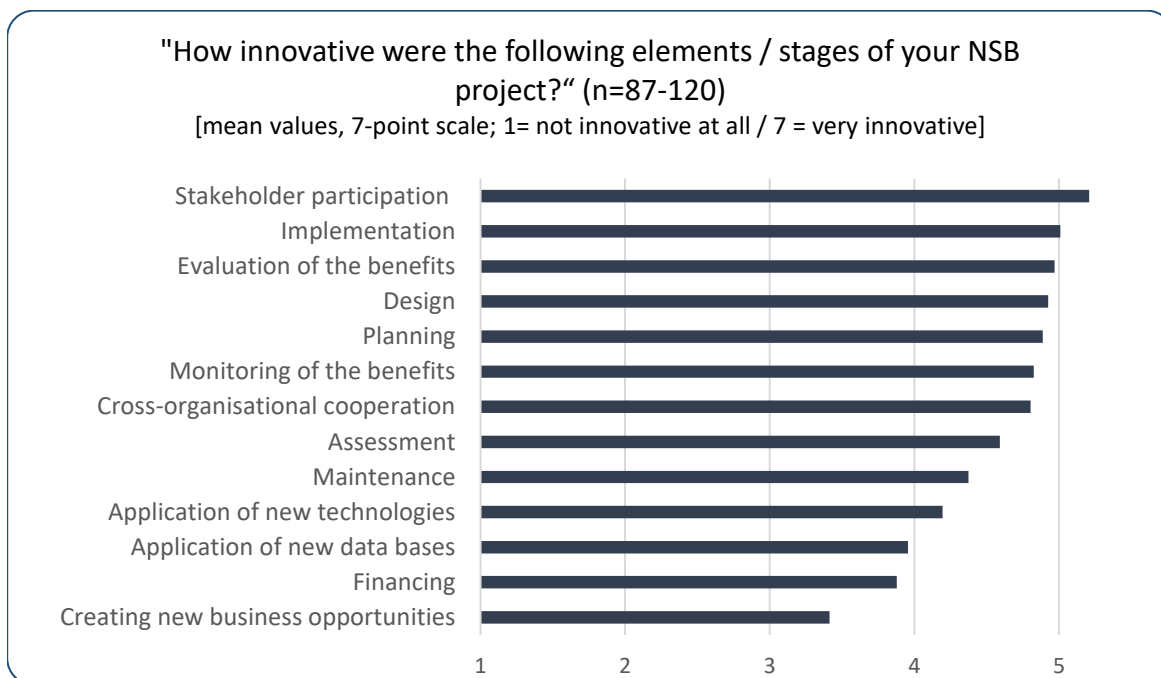 "How innovative were the following elements / stages of your NSB
project?“ (n=87-120)
[mean values, 7-point scale; 1= not innovative at all / 7 = very innovative]
Stakeholder participation
Implementation
Evaluation of the benefits
Design
Planning
Monitoring of the benefits
Cross-organisational cooperation
Assessment
Maintenance
Application of new technologies
Application of new data bases
Financing
Creating new business opportunities
1 2 3 4 5